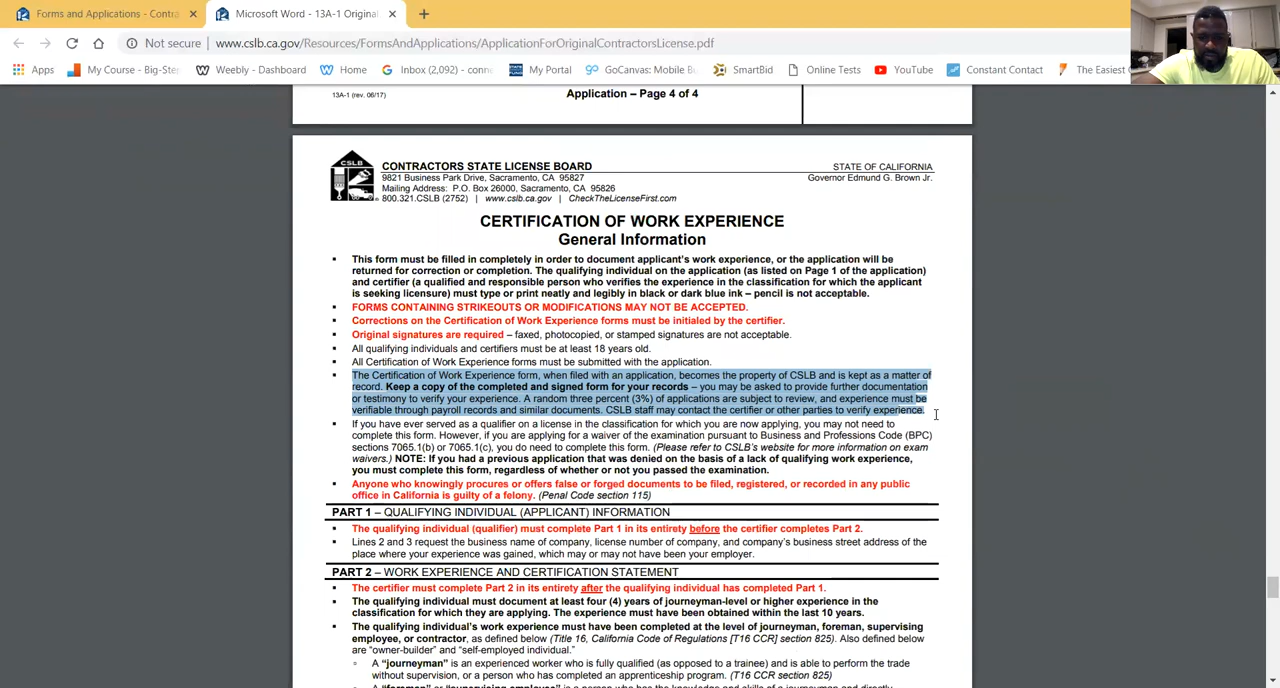 Forms and Applications - Contra
Microsoft Word - 13A-1 Original
Not secure | www.cslb.ca.gov/Resources/FormsAndApplications/ApplicationForOriginalContractorsLicense.pdf
Apps My Course - Big-Ste Weebly - Dashboard Home Inbox (2,092) - conne My Portal GoCanvas: Mobile Bu SmartBid Online Tests YouTube Constant Contact The Easiest
13A-1 (rev. 06/17) Application – Page 4 of 4
CSLB
CONTRACTORS STATE LICENSE BOARD STATE OF CALIFORNIA
9821 Business Park Drive, Sacramento, CA 95827 Governor Edmund G. Brown Jr.
Mailing Address: P.O. Box 26000, Sacramento, CA 95826
800.321.CSLB (2752) | www.cslb.ca.gov | CheckTheLicenseFirst.com
CERTIFICATION OF WORK EXPERIENCE
General Information
▪ This form must be filled in completely in order to document applicant's work experience, or the application will be
returned for correction or completion. The qualifying individual on the application (as listed on Page 1 of the application)
and certifier (a qualified and responsible person who verifies the experience in the classification for which the applicant
is seeking licensure) must type or print neatly and legibly in black or dark blue ink – pencil is not acceptable.
▪ FORMS CONTAINING STRIKEOUTS OR MODIFICATIONS MAY NOT BE ACCEPTED.
▪ Corrections on the Certification of Work Experience forms must be initialed by the certifier.
▪ Original signatures are required – faxed, photocopied, or stamped signatures are not acceptable.
▪ All qualifying individuals and certifiers must be at least 18 years old.
▪ All Certification of Work Experience forms must be submitted with the application.
▪ The Certification of Work Experience form, when filed with an application, becomes the property of CSLB and is kept as a matter of
record. Keep a copy of the completed and signed form for your records – you may be asked to provide further documentation
or testimony to verify your experience. A random three percent (3%) of applications are subject to review, and experience must be
verifiable through payroll records and similar documents. CSLB staff may contact the certifier or other parties to verify experience.
▪ If you have ever served as a qualifier on a license in the classification for which you are now applying, you may not need to
complete this form. However, if you are applying for a waiver of the examination pursuant to Business and Professions Code (BPC)
sections 7065.1(b) or 7065.1(c), you do need to complete this form. (Please refer to CSLB's website for more information on exam
waivers.) NOTE: If you had a previous application that was denied on the basis of a lack of qualifying work experience,
you must complete this form, regardless of whether or not you passed the examination.
▪ Anyone who knowingly procures or offers false or forged documents to be filed, registered, or recorded in any public
office in California is guilty of a felony. (Penal Code section 115)
PART 1 – QUALIFYING INDIVIDUAL (APPLICANT) INFORMATION
▪ The qualifying individual (qualifier) must complete Part 1 in its entirety before the certifier completes Part 2.
▪ Lines 2 and 3 request the business name of company, license number of company, and company's business street address of the
place where your experience was gained, which may or may not have been your employer.
PART 2 – WORK EXPERIENCE AND CERTIFICATION STATEMENT
▪ The certifier must complete Part 2 in its entirety after the qualifying individual has completed Part 1.
▪ The qualifying individual must document at least four (4) years of journeyman-level or higher experience in the
classification for which they are applying. The experience must have been obtained within the last 10 years.
▪ The qualifying individual's work experience must have been completed at the level of journeyman, foreman, supervising
employee, or contractor, as defined below (Title 16, California Code of Regulations [T16 CCR] section 825). Also defined below
are "owner-builder" and "self-employed individual."
▫ A "journeyman" is an experienced worker who is fully qualified (as opposed to a trainee) and is able to perform the trade
without supervision, or a person who has completed an apprenticeship program. (T16 CCR section 825)
▫ A "foreman" or "supervising employee" is a person who has the knowledge and skills of a journeyman and directly